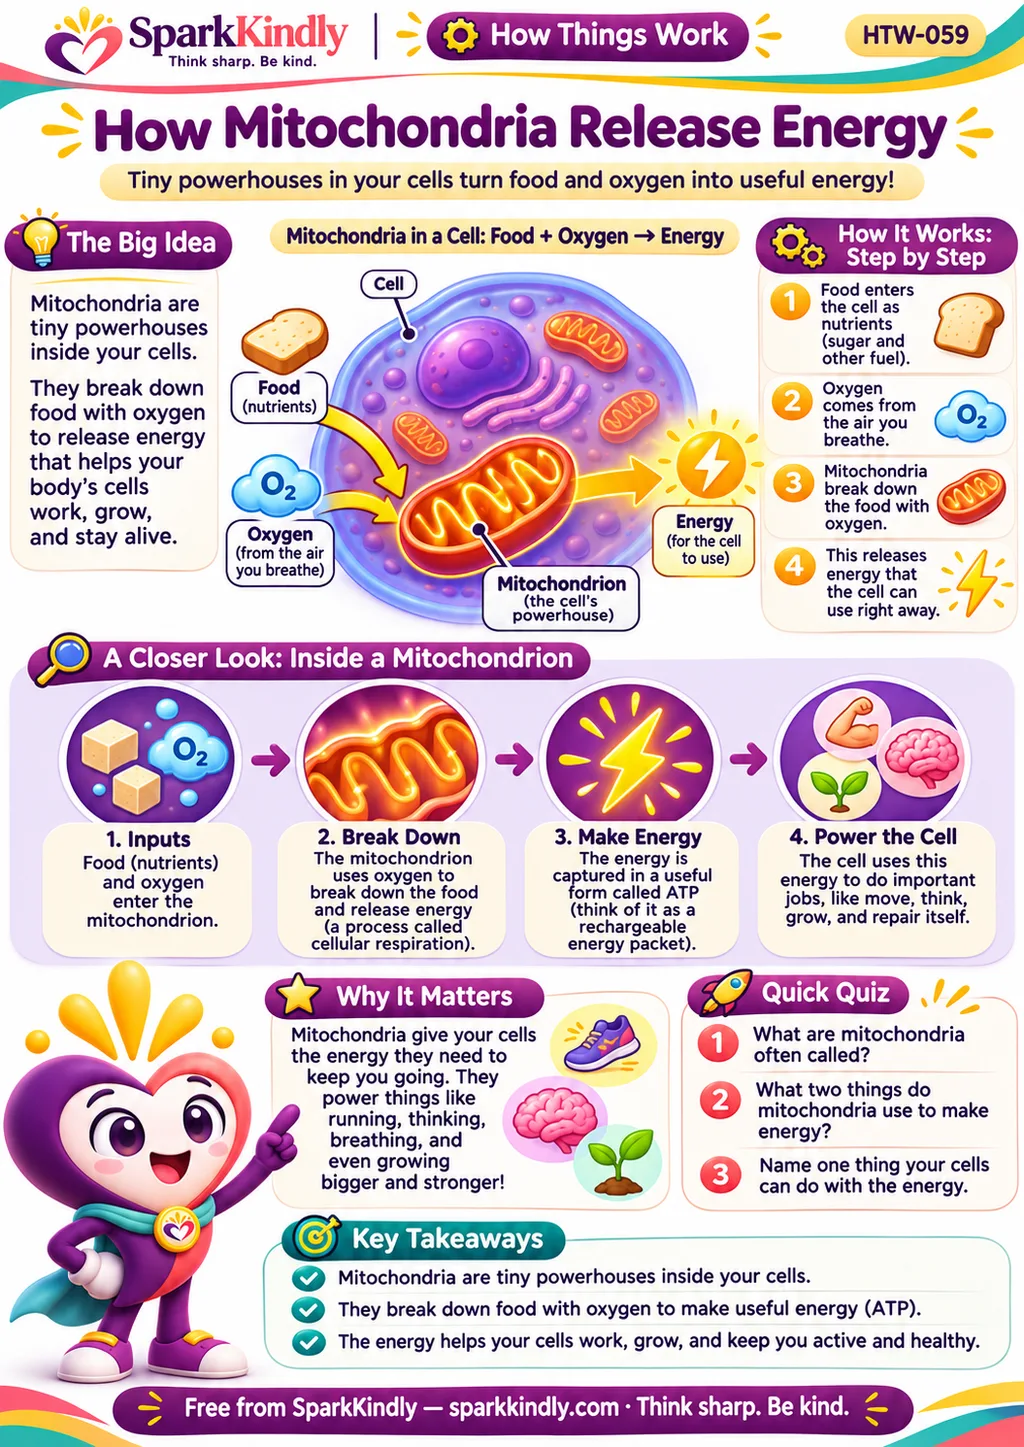 SparkKindly
Think sharp. Be kind.
How Things Work
HTW-059
How Mitochondria Release Energy
Tiny powerhouses in your cells turn food and oxygen into useful energy!
The Big Idea
Mitochondria are
tiny powerhouses
inside your cells.
They break down
food with oxygen
to release energy
that helps your
body's cells
work, grow,
and stay alive.
Mitochondria in a Cell: Food + Oxygen → Energy
Cell
Food
(nutrients)
O₂
Oxygen
(from the air
you breathe)
Mitochondrion
(the cell's
powerhouse)
Energy
(for the cell
to use)
How It Works:
Step by Step
1
Food enters
the cell as
nutrients
(sugar and
other fuel).
2
Oxygen
comes from
the air you
breathe.
O₂
3
Mitochondria
break down
the food with
oxygen.
4
This releases
energy that
the cell can
use right away.
A Closer Look: Inside a Mitochondrion
O₂
1. Inputs
Food (nutrients)
and oxygen
enter the
mitochondrion.
2. Break Down
The mitochondrion
uses oxygen to
break down the food
and release energy
(a process called
cellular respiration).
3. Make Energy
The energy is
captured in a useful
form called ATP
(think of it as a
rechargeable
energy packet).
4. Power the Cell
The cell uses this
energy to do important
jobs, like move, think,
grow, and repair itself.
Why It Matters
Mitochondria give your cells
the energy they need to
keep you going. They
power things like
running, thinking,
breathing, and
even growing
bigger and stronger!
Quick Quiz
1
What are mitochondria
often called?
2
What two things do
mitochondria use to make
energy?
3
Name one thing your cells
can do with the energy.
Key Takeaways
Mitochondria are tiny powerhouses inside your cells.
They break down food with oxygen to make useful energy (ATP).
The energy helps your cells work, grow, and keep you active and healthy.
Free from SparkKindly — sparkkindly.com · Think sharp. Be kind.